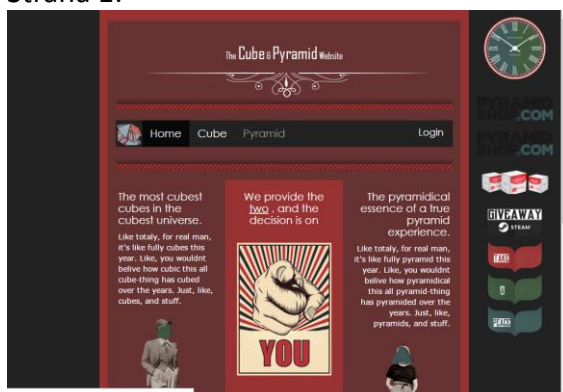 The Cube & Pyramid Website
Home Cube Pyramid Login
The most cubest
cubes in the
cubest universe.
Like totaly, for real man,
it's like fully cubes this
year. Like, you wouldnt
belive how cubic this all
cube-thing has cubed
over the years. Just, like,
cubes, and stuff.
We provide the
two , and the
decision is on
YOU
The pyramidical
essence of a true
pyramid
experience.
Like totaly, for real man,
it's like fully pyramid this
year. Like, you wouldnt
belive how pyramidical
this all pyramid-thing
has pyramided over the
years. Just, like,
pyramids, and stuff.
PYRAMID
SHOP.COM
PYRAMID
SHOP.COM
GIVEAWAY
STEAM
TAKE
A
PEACE